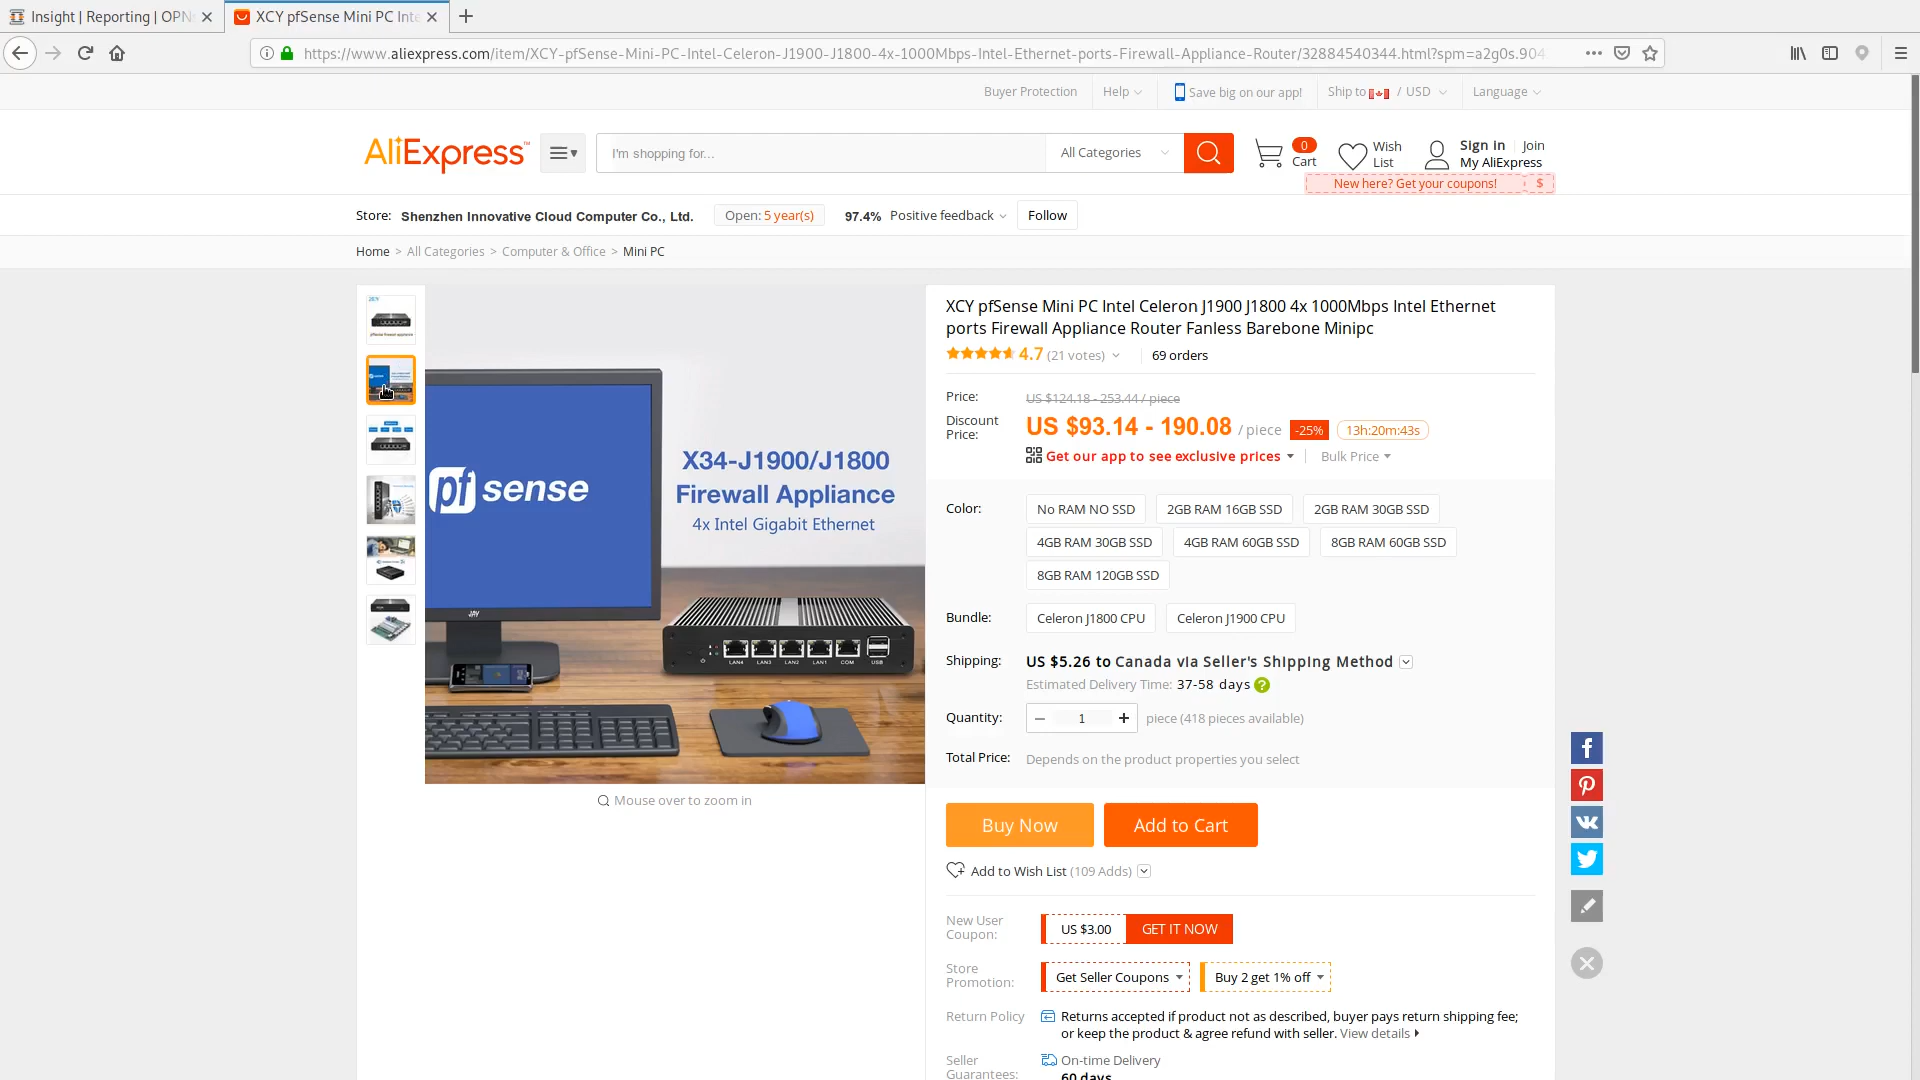 Insight | Reporting | OPN
XCY pfSense Mini PC Inte
https://www.aliexpress.com/item/XCY-pfSense-Mini-PC-Intel-Celeron-J1900-J1800-4x-1000Mbps-Intel-Ethernet-ports-Firewall-Appliance-Router/32884540344.html?spm=a2g0s.904
Buyer Protection
Help
Save big on our app!
Ship to / USD
Language
AliExpress™
I'm shopping for...
All Categories
0
Cart
Wish
List
Sign in
Join
My AliExpress
New here? Get your coupons! $
Store: Shenzhen Innovative Cloud Computer Co., Ltd.
Open: 5 year(s)
97.4% Positive feedback
Follow
Home > All Categories > Computer & Office > Mini PC
pf sense
X34-J1900/J1800
Firewall Appliance
4x Intel Gigabit Ethernet
JAY
LAN4 LAN3 LAN2 LAN1 COM USB
Mouse over to zoom in
XCY pfSense Mini PC Intel Celeron J1900 J1800 4x 1000Mbps Intel Ethernet
ports Firewall Appliance Router Fanless Barebone Minipc
4.7 (21 votes)
69 orders
Price: US $124.18 - 253.44 / piece
Discount
Price:
US $93.14 - 190.08 / piece
-25%
13h:20m:43s
Get our app to see exclusive prices
Bulk Price
Color:
No RAM NO SSD
2GB RAM 16GB SSD
2GB RAM 30GB SSD
4GB RAM 30GB SSD
4GB RAM 60GB SSD
8GB RAM 60GB SSD
8GB RAM 120GB SSD
Bundle:
Celeron J1800 CPU
Celeron J1900 CPU
Shipping: US $5.26 to Canada via Seller's Shipping Method
Estimated Delivery Time: 37-58 days ?
Quantity: − 1 + piece (418 pieces available)
Total Price: Depends on the product properties you select
Buy Now
Add to Cart
Add to Wish List (109 Adds)
New User
Coupon:
US $3.00
GET IT NOW
Store
Promotion:
Get Seller Coupons
Buy 2 get 1% off
Return Policy
Returns accepted if product not as described, buyer pays return shipping fee;
or keep the product & agree refund with seller. View details
Seller
Guarantees:
On-time Delivery
60 days